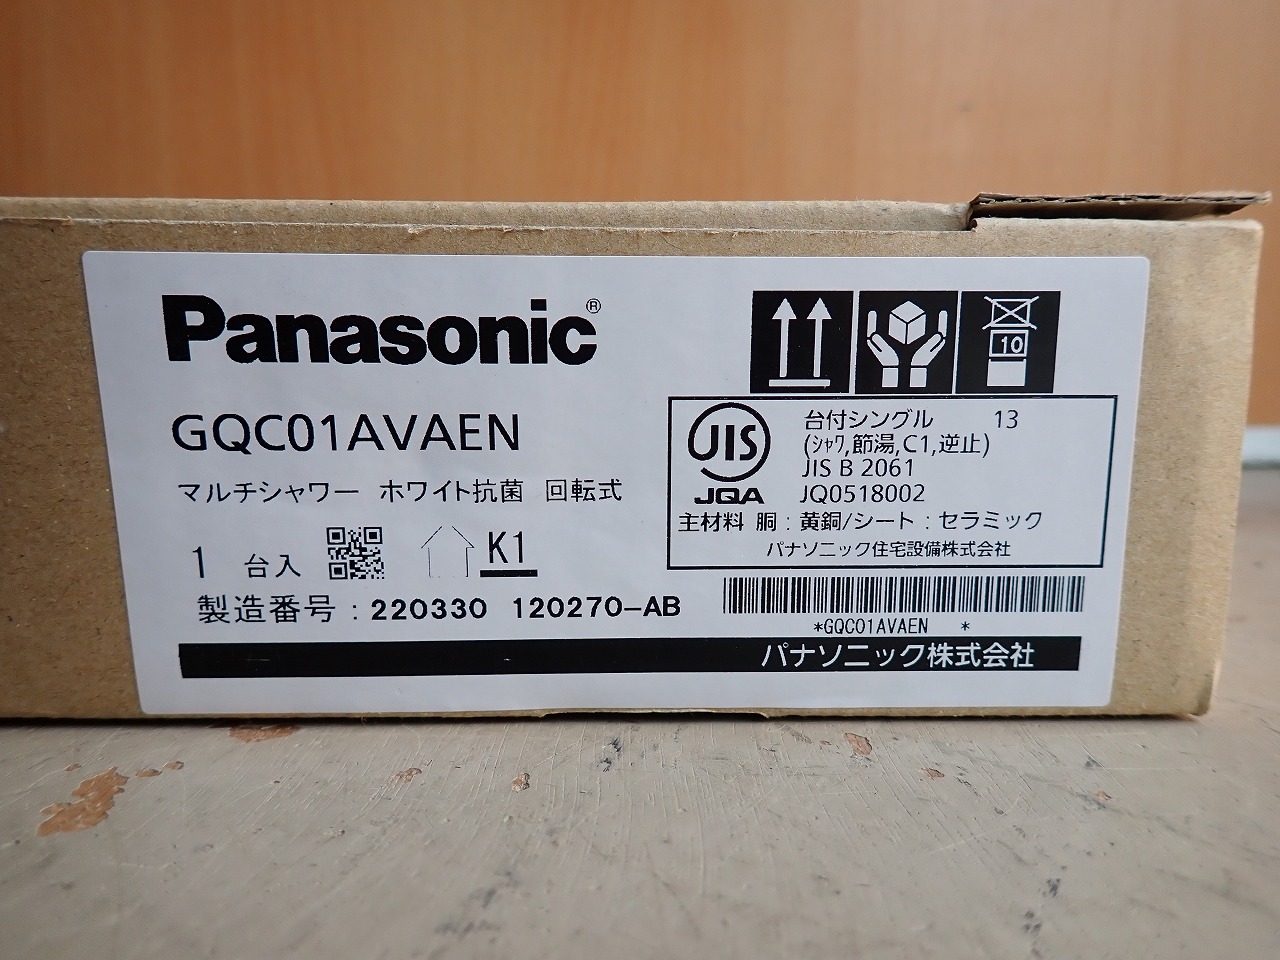 Panasonic®
GQC01AVAEN
マルチシャワー ホワイト抗菌 回転式
1 台入
K1
製造番号 : 220330 120270-AB
10
JIS
JQA
台付シングル 13
(ｼｬﾜ,節湯,C1,逆止)
JIS B 2061
JQ0518002
主材料 胴 : 黄銅/シート : セラミック
パナソニック住宅設備株式会社
*GQC01AVAEN *
パナソニック株式会社